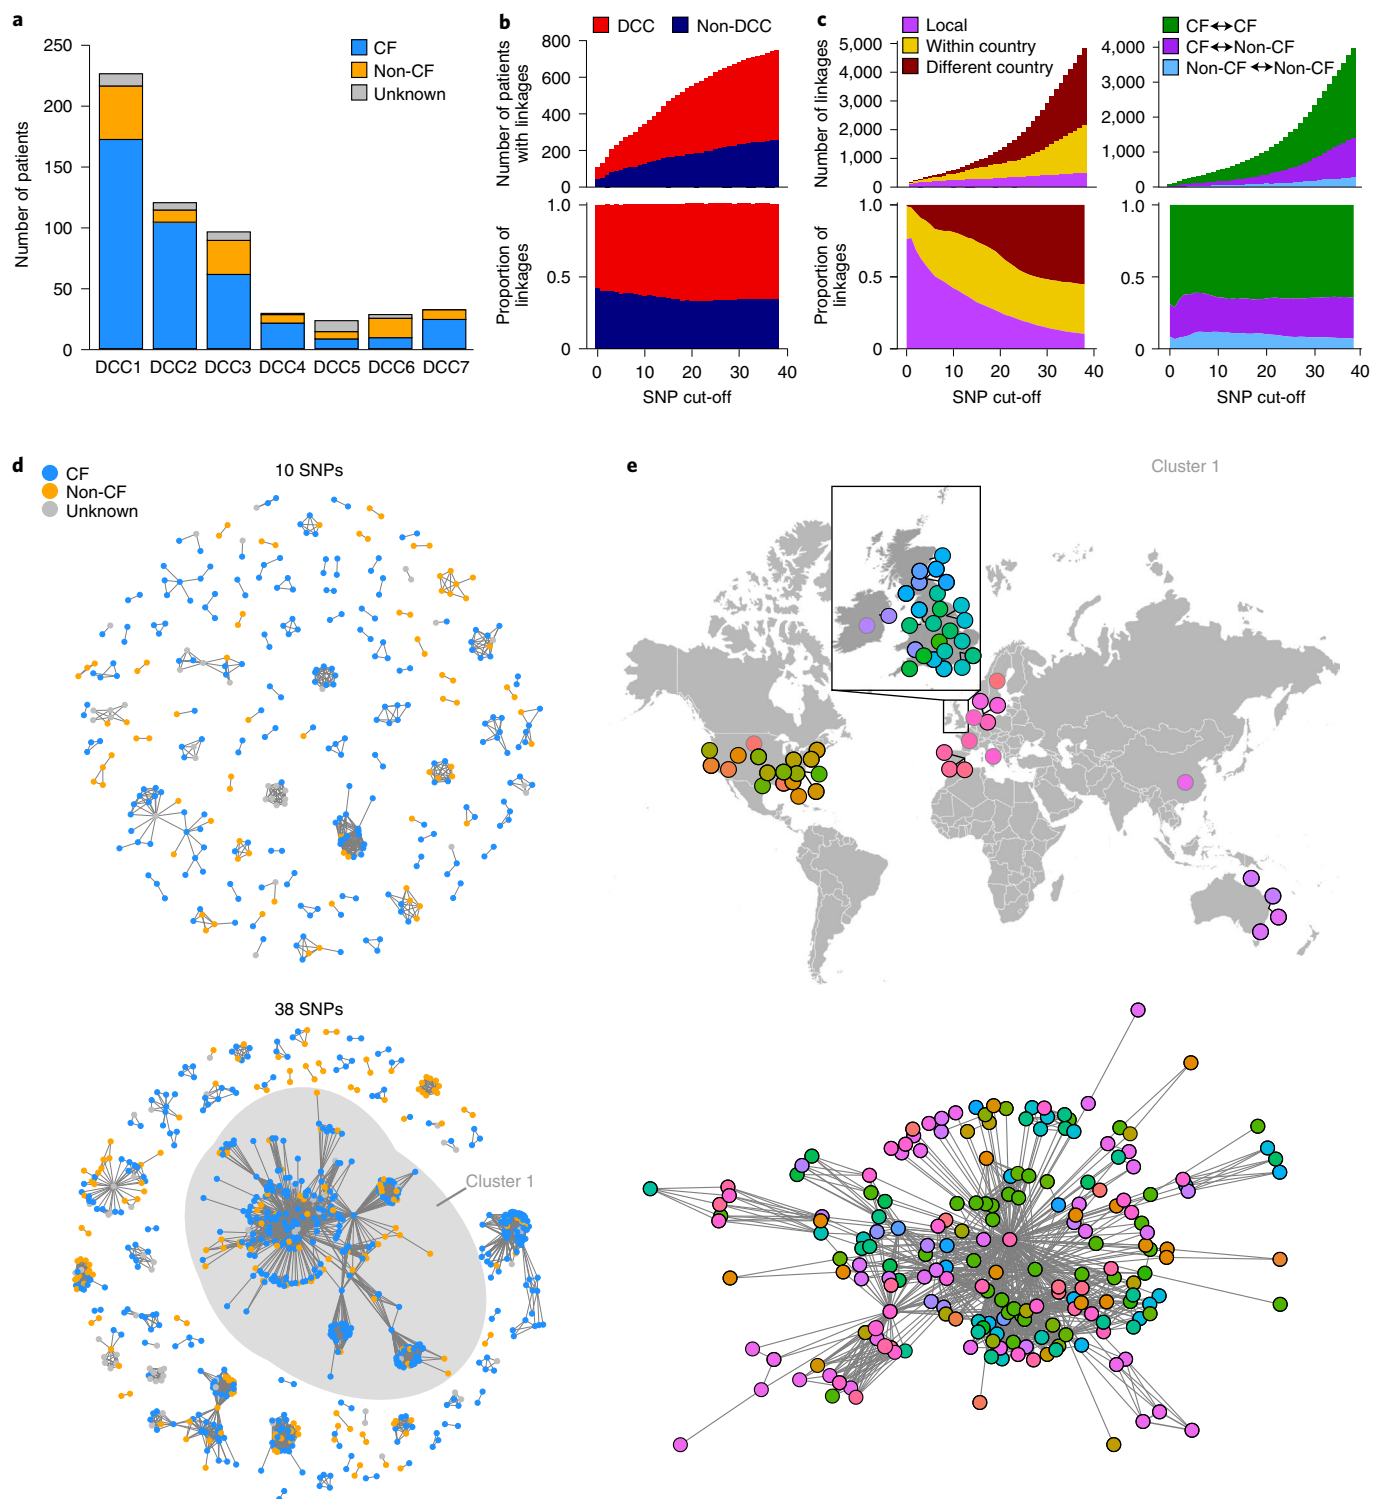 a
250
200
150
100
50
0
Number of patients
CF
Non-CF
Unknown
DCC1 DCC2 DCC3 DCC4 DCC5 DCC6 DCC7
b
DCC Non-DCC
800
600
400
200
0
Number of patients
with linkages
1.0
0.5
0
Proportion of
linkages
0 10 20 30 40
SNP cut-off
c
Local
Within country
Different country
5,000
4,000
3,000
2,000
1,000
0
Number of linkages
1.0
0.5
0
Proportion of
linkages
0 10 20 30 40
SNP cut-off
CF↔CF
CF↔Non-CF
Non-CF ↔Non-CF
4,000
3,000
2,000
1,000
0
1.0
0.5
0
0 10 20 30 40
SNP cut-off
d
CF
Non-CF
Unknown
10 SNPs
38 SNPs
Cluster 1
e
Cluster 1